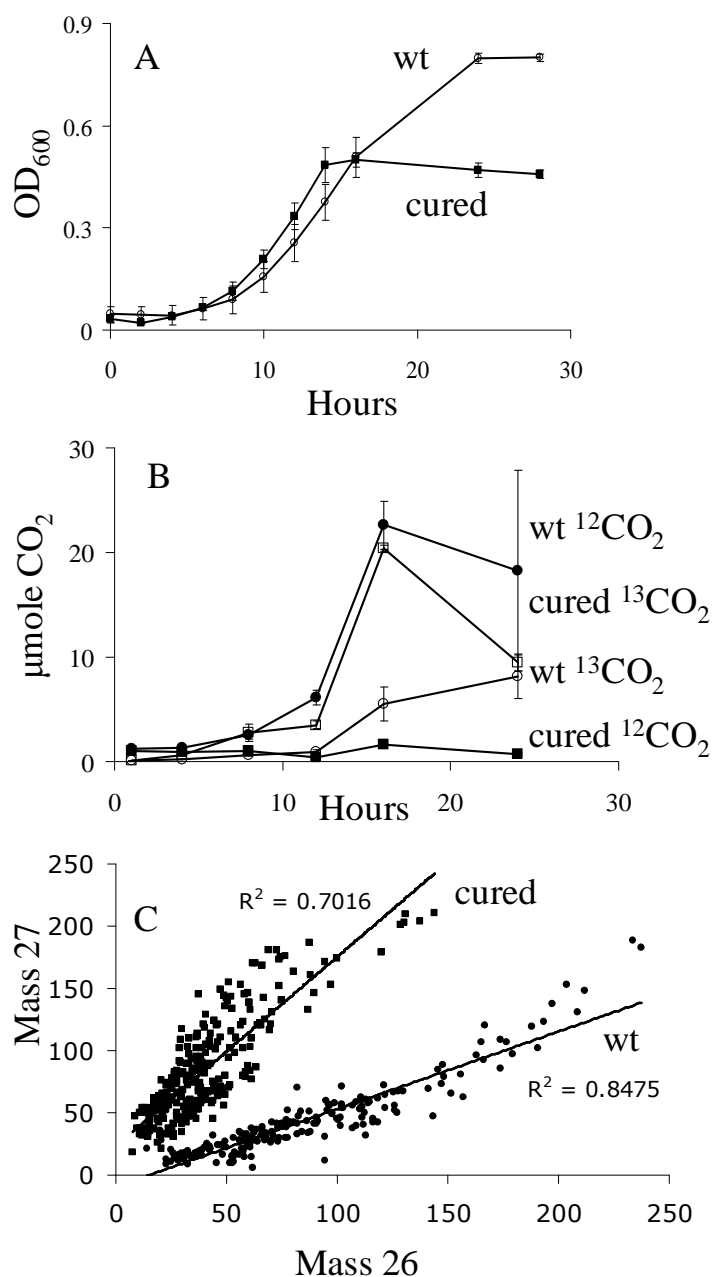 A
wt
cured
OD₆₀₀
0.9
0.6
0.3
0
0
10
20
30
Hours
B
µmole CO₂
30
20
10
0
wt ¹²CO₂
cured ¹³CO₂
wt ¹³CO₂
cured ¹²CO₂
0
10
20
30
Hours
C
Mass 27
250
200
150
100
50
0
R² = 0.7016
cured
wt
R² = 0.8475
0
50
100
150
200
250
Mass 26